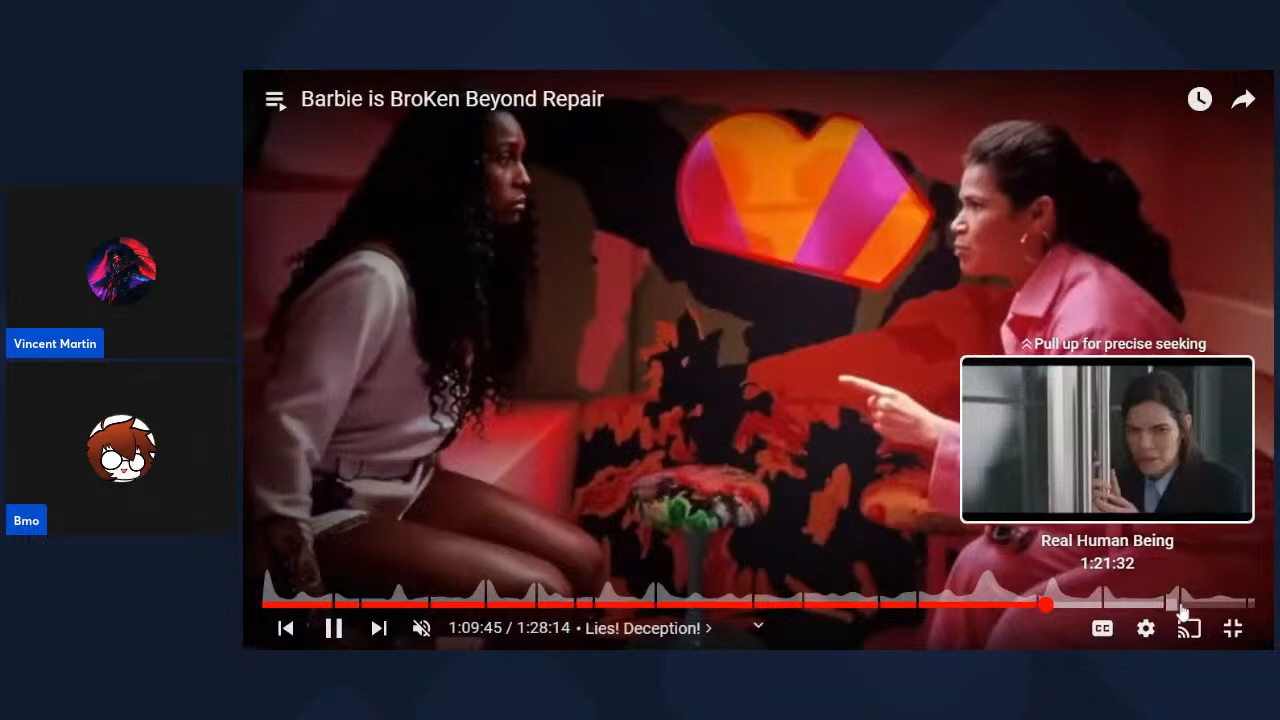 Barbie is BroKen Beyond Repair
Vincent Martin
Bmo
Pull up for precise seeking
Real Human Being
1:21:32
1:09:45 / 1:28:14 • Lies! Deception! >
CC